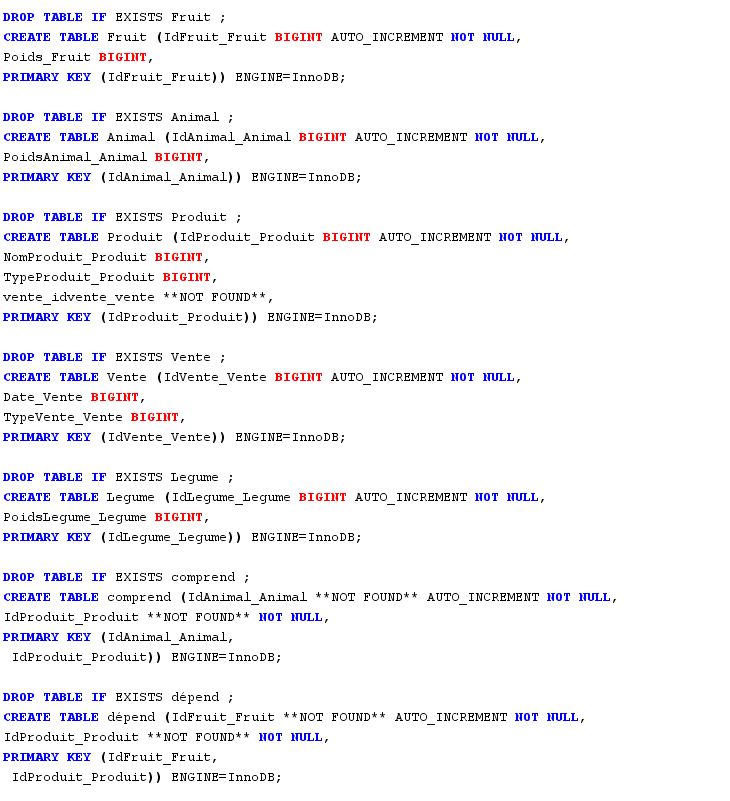 DROP TABLE IF EXISTS Fruit ;
CREATE TABLE Fruit (IdFruit_Fruit BIGINT AUTO_INCREMENT NOT NULL,
Poids_Fruit BIGINT,
PRIMARY KEY (IdFruit_Fruit)) ENGINE=InnoDB;
DROP TABLE IF EXISTS Animal ;
CREATE TABLE Animal (IdAnimal_Animal BIGINT AUTO_INCREMENT NOT NULL,
PoidsAnimal_Animal BIGINT,
PRIMARY KEY (IdAnimal_Animal)) ENGINE=InnoDB;
DROP TABLE IF EXISTS Produit ;
CREATE TABLE Produit (IdProduit_Produit BIGINT AUTO_INCREMENT NOT NULL,
NomProduit_Produit BIGINT,
TypeProduit_Produit BIGINT,
vente_idvente_vente **NOT FOUND**,
PRIMARY KEY (IdProduit_Produit)) ENGINE=InnoDB;
DROP TABLE IF EXISTS Vente ;
CREATE TABLE Vente (IdVente_Vente BIGINT AUTO_INCREMENT NOT NULL,
Date_Vente BIGINT,
TypeVente_Vente BIGINT,
PRIMARY KEY (IdVente_Vente)) ENGINE=InnoDB;
DROP TABLE IF EXISTS Legume ;
CREATE TABLE Legume (IdLegume_Legume BIGINT AUTO_INCREMENT NOT NULL,
PoidsLegume_Legume BIGINT,
PRIMARY KEY (IdLegume_Legume)) ENGINE=InnoDB;
DROP TABLE IF EXISTS comprend ;
CREATE TABLE comprend (IdAnimal_Animal **NOT FOUND** AUTO_INCREMENT NOT NULL,
IdProduit_Produit **NOT FOUND** NOT NULL,
PRIMARY KEY (IdAnimal_Animal,
IdProduit_Produit)) ENGINE=InnoDB;
DROP TABLE IF EXISTS dépend ;
CREATE TABLE dépend (IdFruit_Fruit **NOT FOUND** AUTO_INCREMENT NOT NULL,
IdProduit_Produit **NOT FOUND** NOT NULL,
PRIMARY KEY (IdFruit_Fruit,
IdProduit_Produit)) ENGINE=InnoDB;